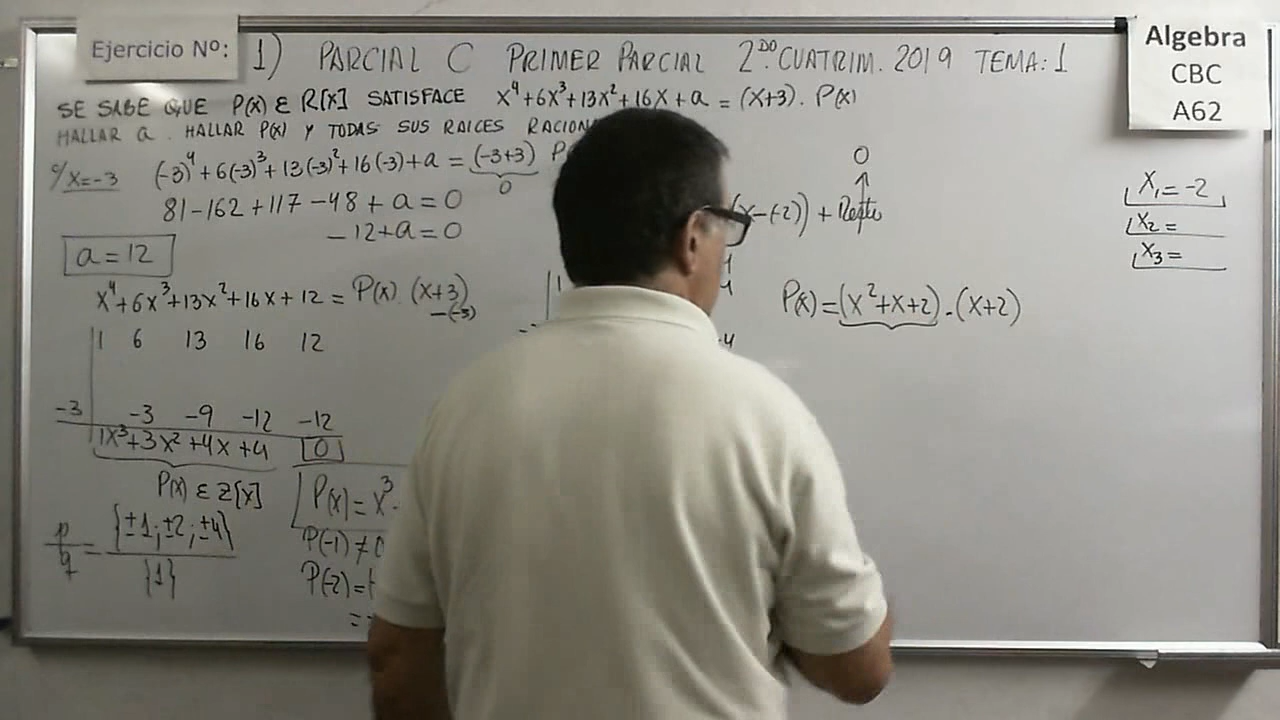 Ejercicio Nº: 1) PARCIAL C PRIMER PARCIAL 2DO. CUATRIM. 2019 TEMA: 1
Algebra
CBC
A62
SE SABE QUE P(x) ε R[x] SATISFACE x⁴+6x³+13x²+16x+a = (x+3). P(x)
HALLAR a. HALLAR P(x) Y TODAS SUS RAICES
c/x=-3 (-3)⁴+6(-3)³+13(-3)²+16(-3)+a = (-3+3)
0
81-162+117-48+a=0
-12+a=0
a=12
x⁴+6x³+13x²+16x+12 = P(x).(x+3)
-(-3)
1 6 13 16 12
-3 -3 -9 -12 -12
1x³+3x²+4x+4 0
P(x) ε Z[x]
P(x)=x³
p/q = {±1;±2;±4}/{1}
P(-1)≠0
P(-2)=
0
↑
(x-(-2)) + Resto
P(x)=(x²+x+2).(x+2)
x₁=-2
x₂=
x₃=